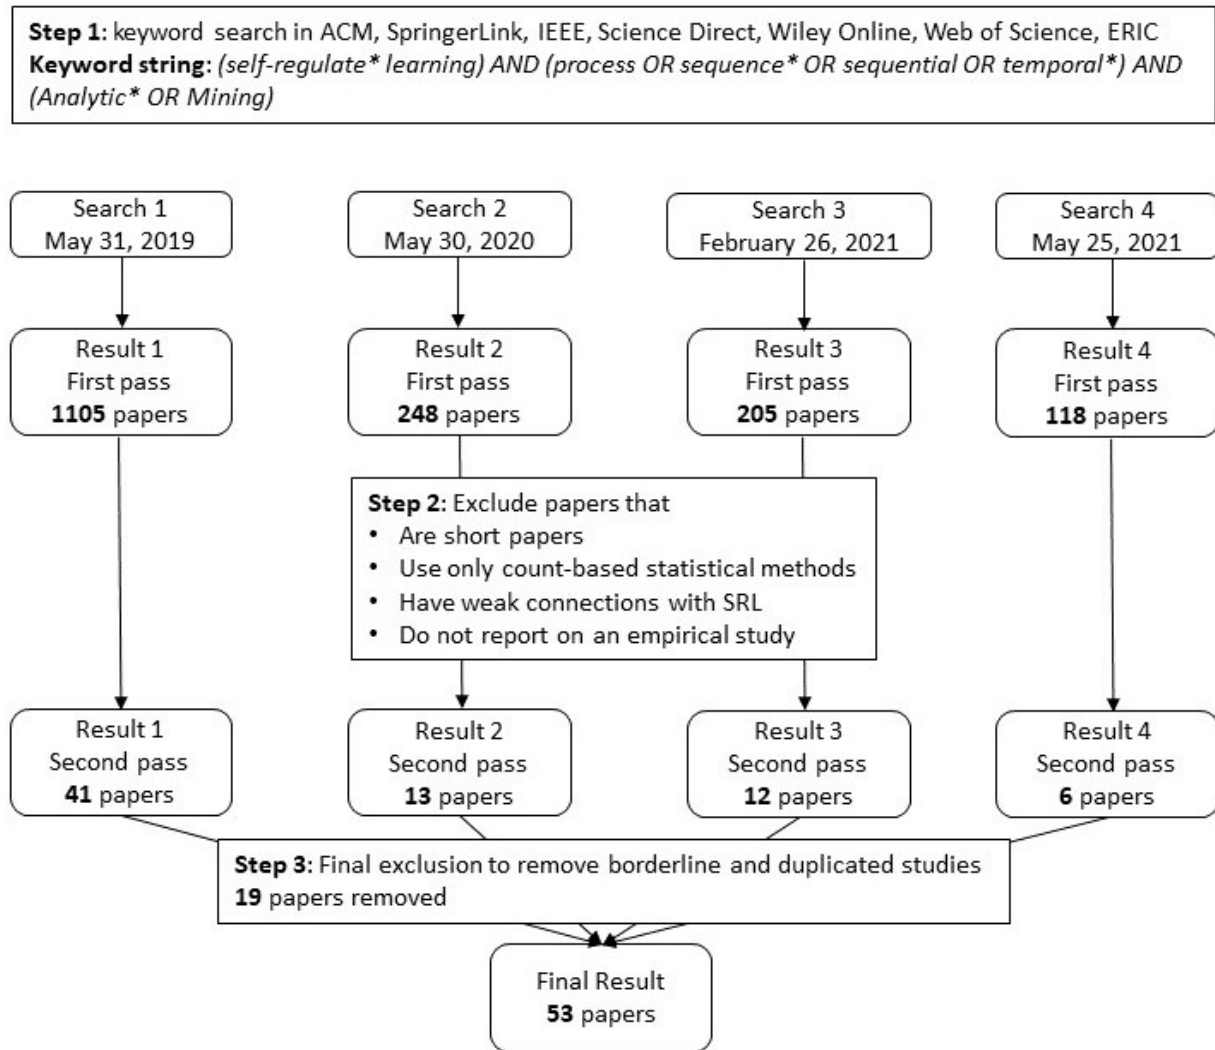 Step 1: keyword search in ACM, SpringerLink, IEEE, Science Direct, Wiley Online, Web of Science, ERIC
Keyword string: (self-regulate* learning) AND (process OR sequence* OR sequential OR temporal*) AND
(Analytic* OR Mining)
Search 1
May 31, 2019
Search 2
May 30, 2020
Search 3
February 26, 2021
Search 4
May 25, 2021
Result 1
First pass
1105 papers
Result 2
First pass
248 papers
Result 3
First pass
205 papers
Result 4
First pass
118 papers
Step 2: Exclude papers that
• Are short papers
• Use only count-based statistical methods
• Have weak connections with SRL
• Do not report on an empirical study
Result 1
Second pass
41 papers
Result 2
Second pass
13 papers
Result 3
Second pass
12 papers
Result 4
Second pass
6 papers
Step 3: Final exclusion to remove borderline and duplicated studies
19 papers removed
Final Result
53 papers